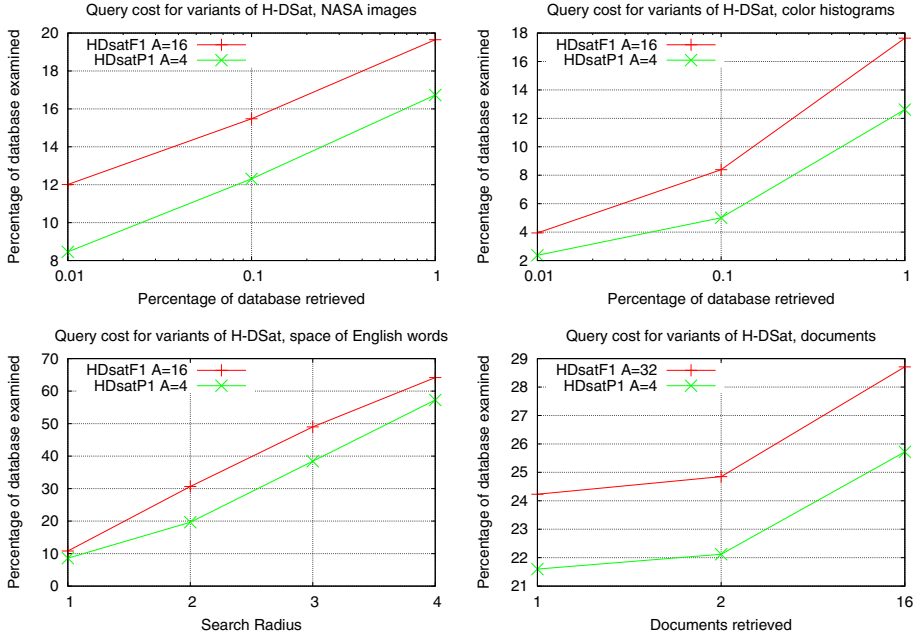 Query cost for variants of H-DSat, NASA images
Percentage of database examined
20
18
16
14
12
10
8
HDsatF1 A=16
HDsatP1 A=4
0.01 0.1 1
Percentage of database retrieved
Query cost for variants of H-DSat, color histograms
Percentage of database examined
18
16
14
12
10
8
6
4
2
HDsatF1 A=16
HDsatP1 A=4
0.01 0.1 1
Percentage of database retrieved
Query cost for variants of H-DSat, space of English words
Percentage of database examined
70
60
50
40
30
20
10
0
HDsatF1 A=16
HDsatP1 A=4
1 2 3 4
Search Radius
Query cost for variants of H-DSat, documents
Percentage of database examined
29
28
27
26
25
24
23
22
21
HDsatF1 A=32
HDsatP1 A=4
1 2 16
Documents retrieved